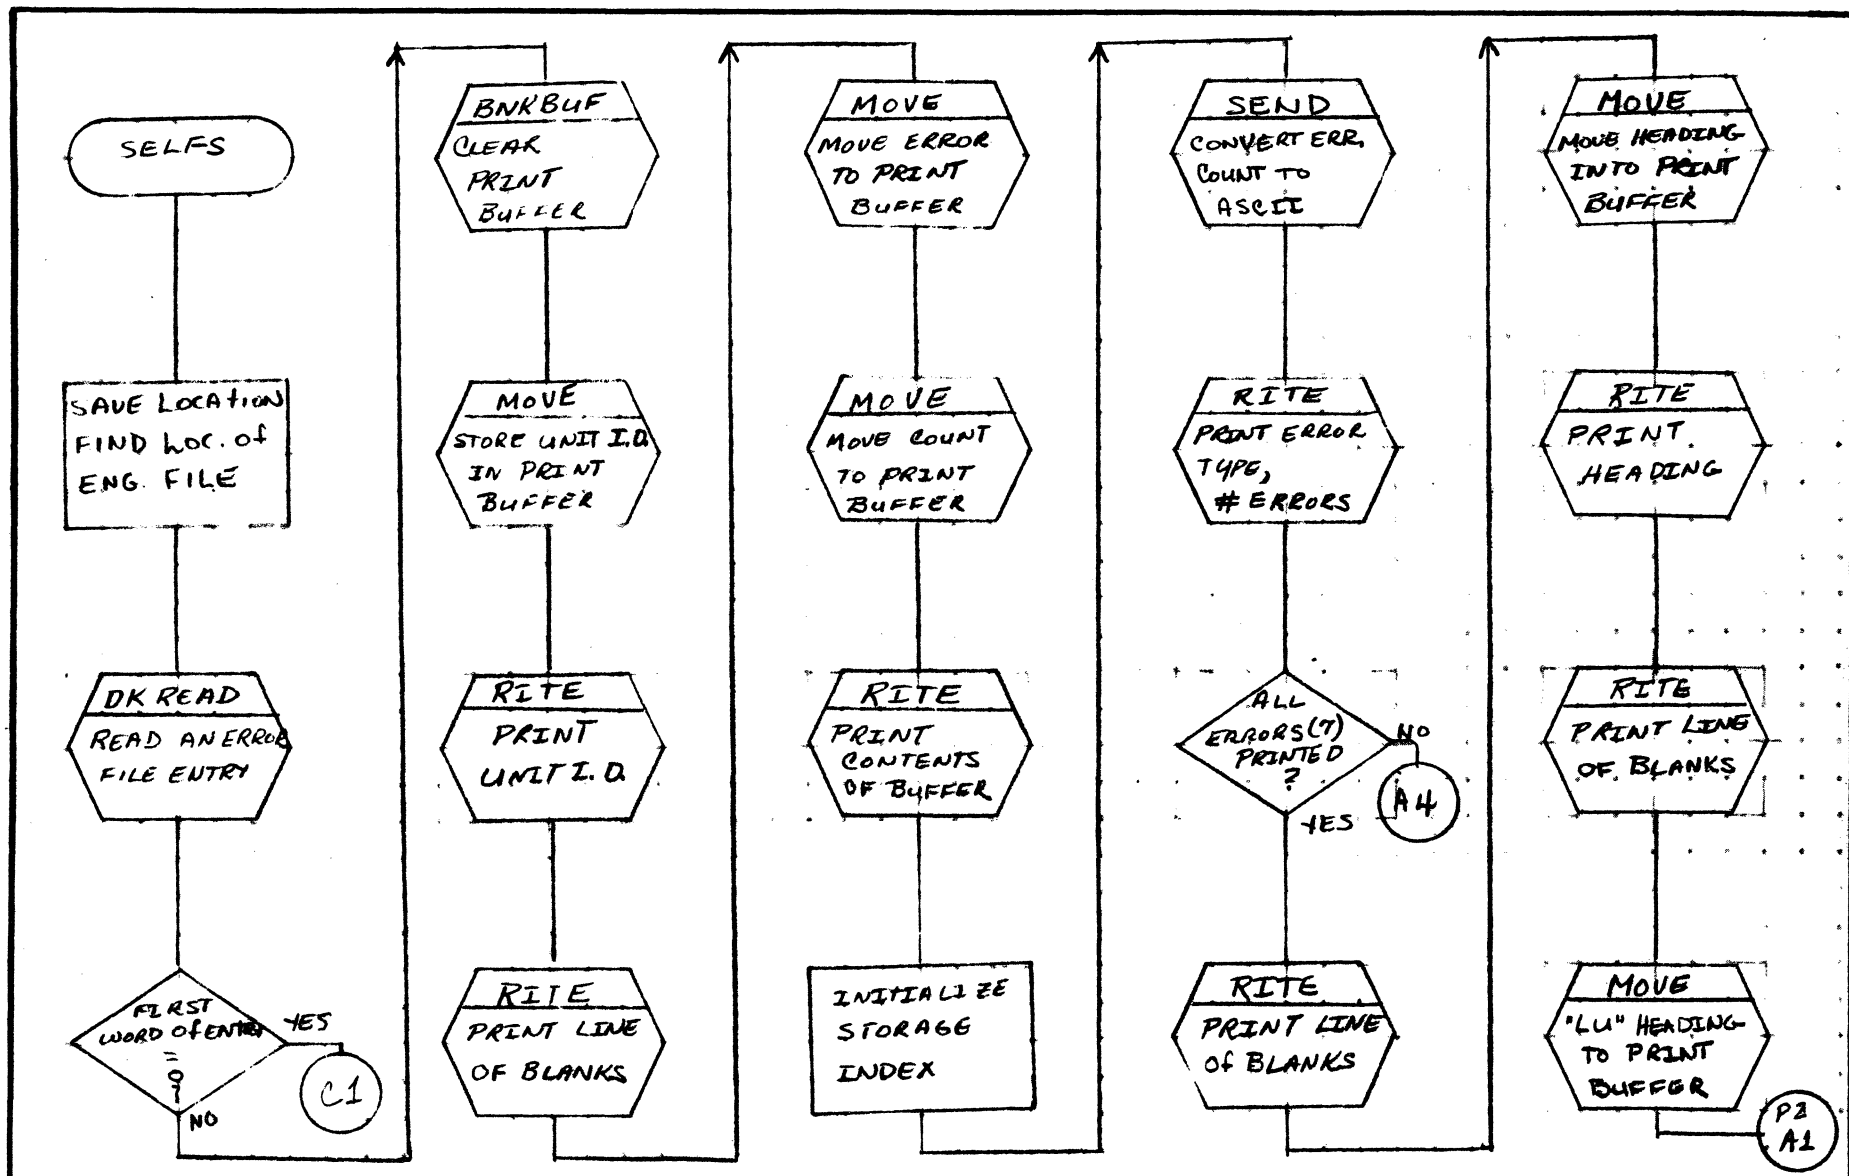 SELFS
SAVE LOCATION
FIND LOC. of
ENG. FILE
DK READ
READ AN ERROR
FILE ENTRY
FIRST
WORD of ENTRY
= 0
?
YES
C1
NO
BNKBUF
CLEAR
PRINT
BUFFER
MOVE
STORE UNIT I.D.
IN PRINT
BUFFER
RITE
PRINT
UNIT I.D.
RITE
PRINT LINE
OF BLANKS
MOVE
MOVE ERROR
TO PRINT
BUFFER
MOVE
MOVE COUNT
TO PRINT
BUFFER
RITE
PRINT
CONTENTS
OF BUFFER
INITIALIZE
STORAGE
INDEX
SEND
CONVERT ERR.
COUNT TO
ASCII
RITE
PRINT ERROR
TYPE,
# ERRORS
ALL
ERRORS(7)
PRINTED
?
NO
A4
YES
RITE
PRINT LINE
Of BLANKS
MOVE
MOVE HEADING
INTO PRINT
BUFFER
RITE
PRINT
HEADING
RITE
PRINT LINE
OF BLANKS
MOVE
"LU" HEADING
TO PRINT
BUFFER
P2
A1